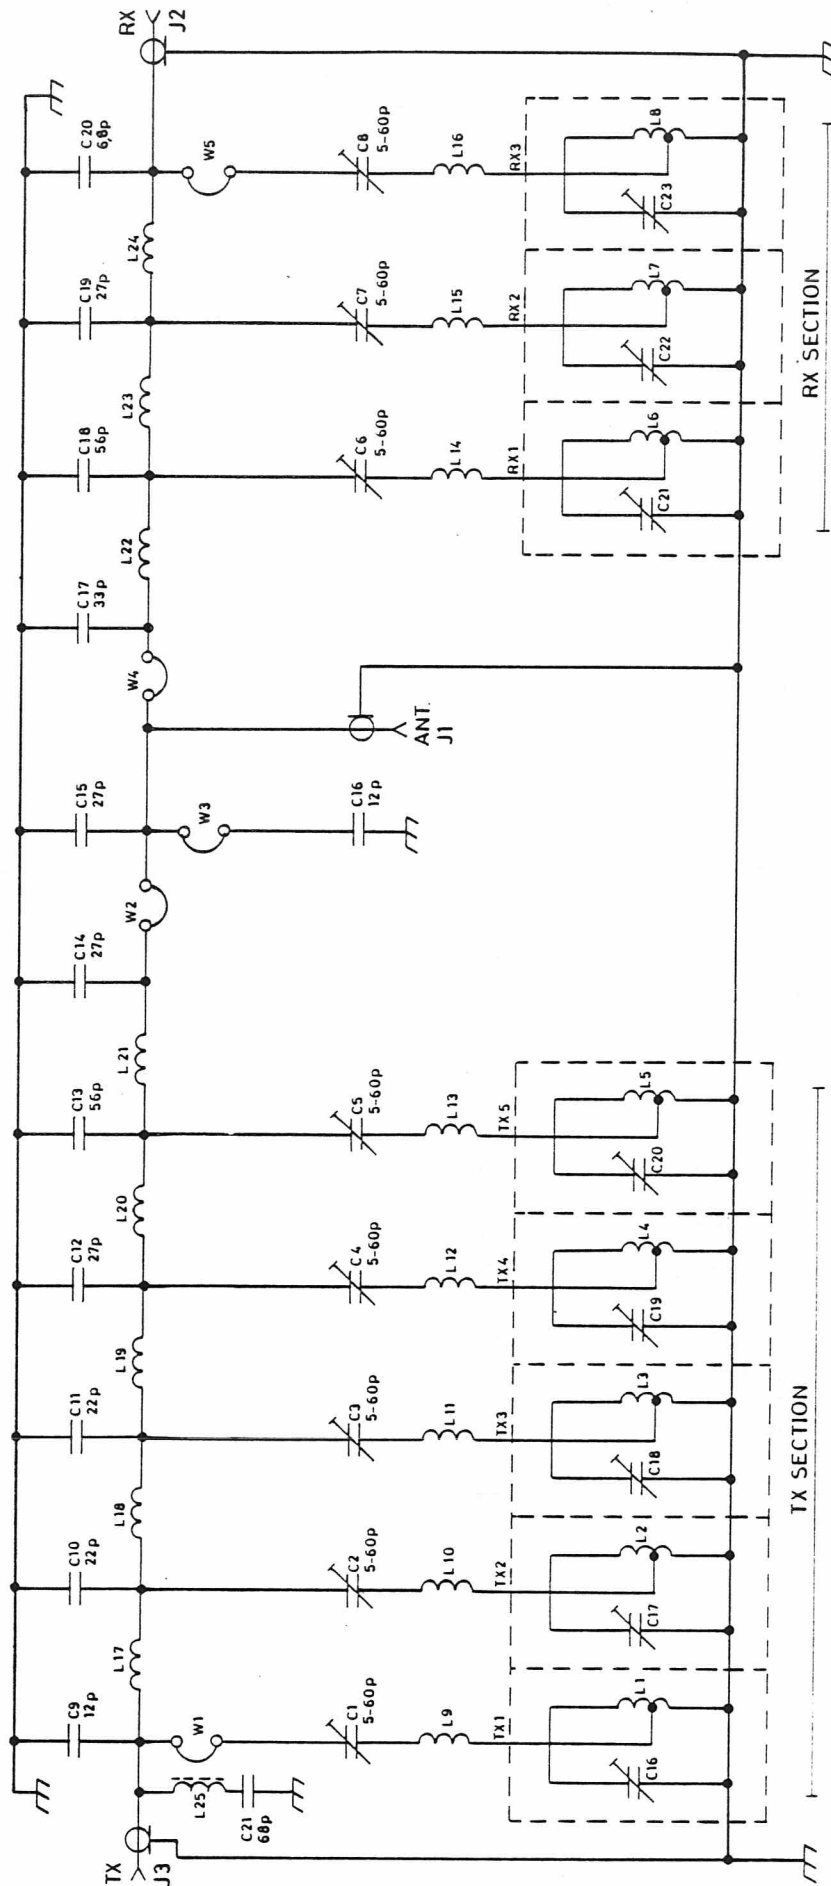 TX
J3
L25
C21
68p
C9
12p
W1
C1
5-60p
L9
TX1
C16
L1
L17
C10
22p
C2
5-60p
L10
TX2
C17
L2
L18
C11
22p
C3
5-60p
L11
TX3
C18
L3
L19
C12
27p
C4
5-60p
L12
TX4
C19
L4
L20
C13
56p
C5
5-60p
L13
TX5
C20
L5
L21
C14
27p
W2
C15
27p
W3
C16
12p
ANT.
J1
W4
C17
33p
L22
C18
56p
C6
5-60p
L14
RX1
C21
L6
L23
C19
27p
C7
5-60p
L15
RX2
C22
L7
L24
C20
6,8p
W5
C8
5-60p
L16
RX3
C23
L8
RX
J2
TX SECTION
RX SECTION